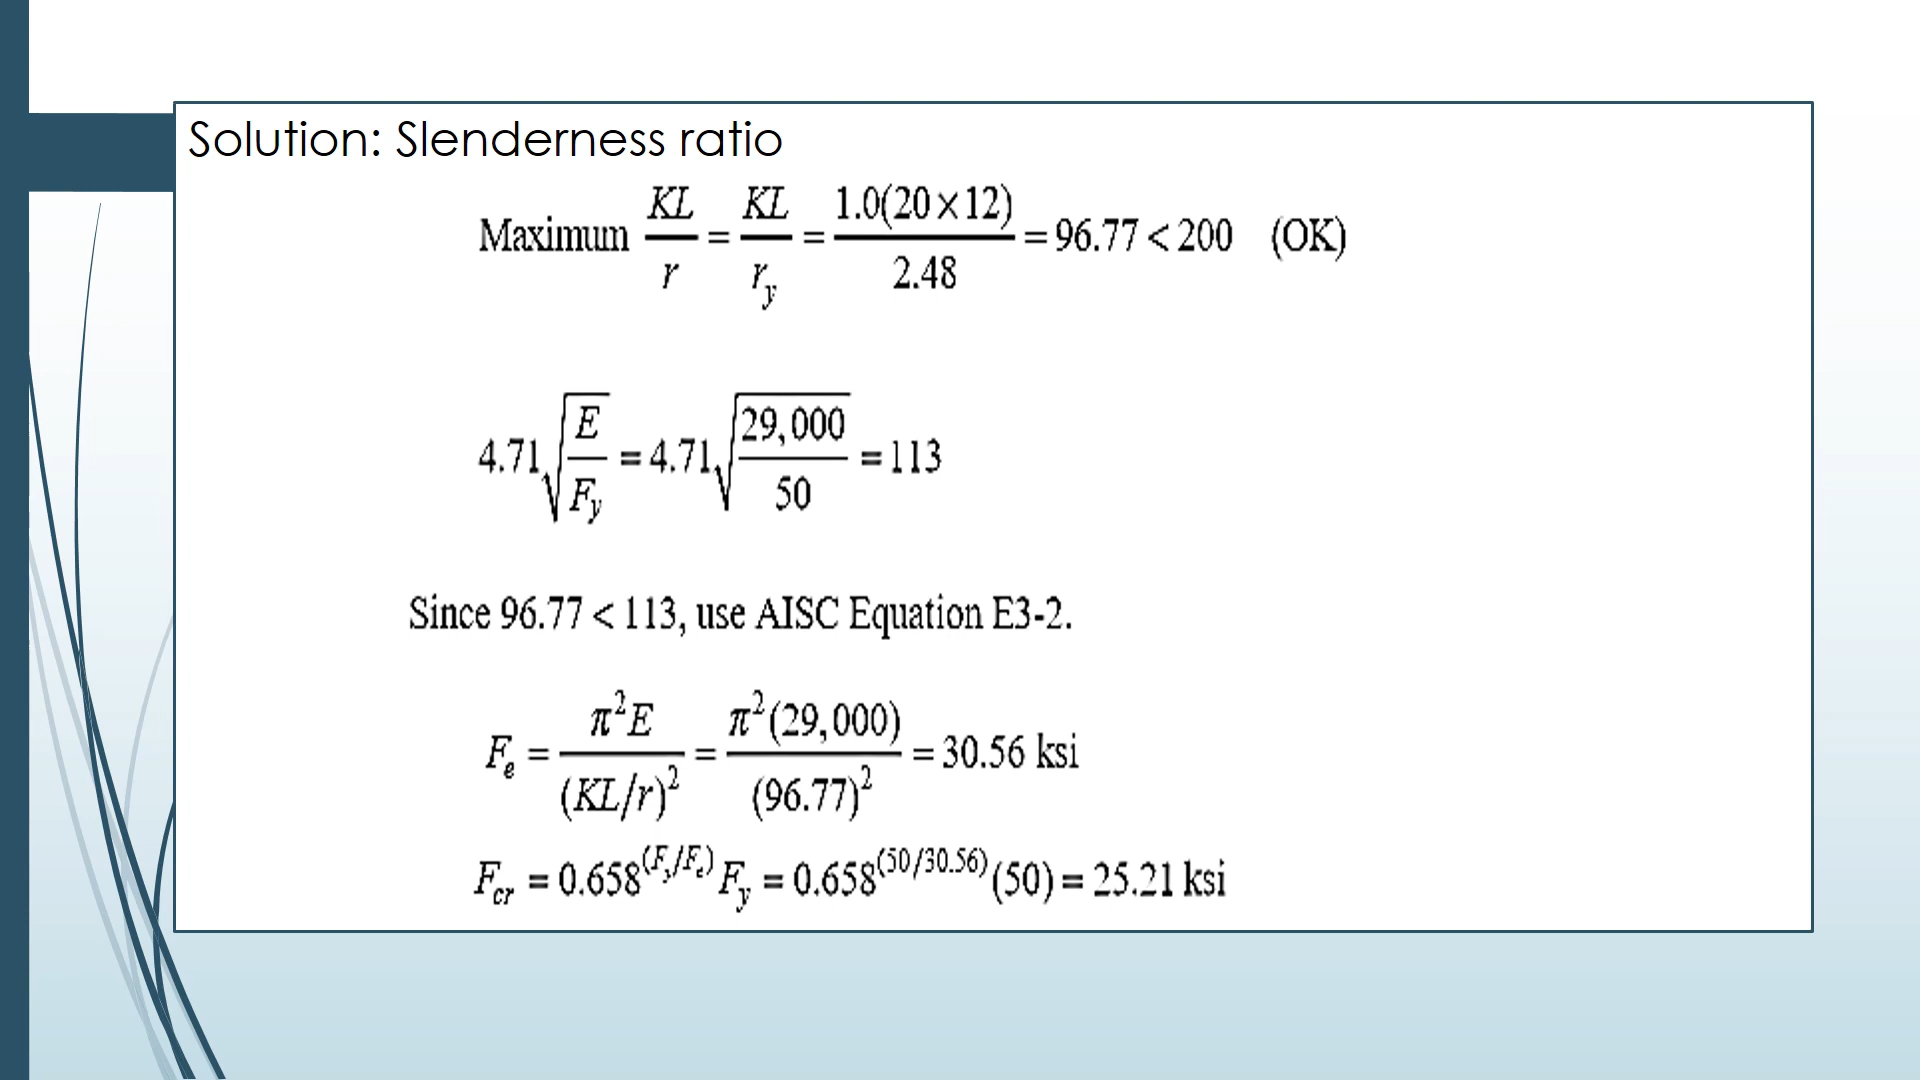 Solution: Slenderness ratio
Maximum KL/r = KL/r_y = 1.0(20×12)/2.48 = 96.77 < 200 (OK)
4.71√(E/F_y) = 4.71√(29,000/50) = 113
Since 96.77 < 113, use AISC Equation E3-2.
F_e = π²E/(KL/r)² = π²(29,000)/(96.77)² = 30.56 ksi
F_cr = 0.658^(F_y/F_e) F_y = 0.658^(50/30.56) (50) = 25.21 ksi